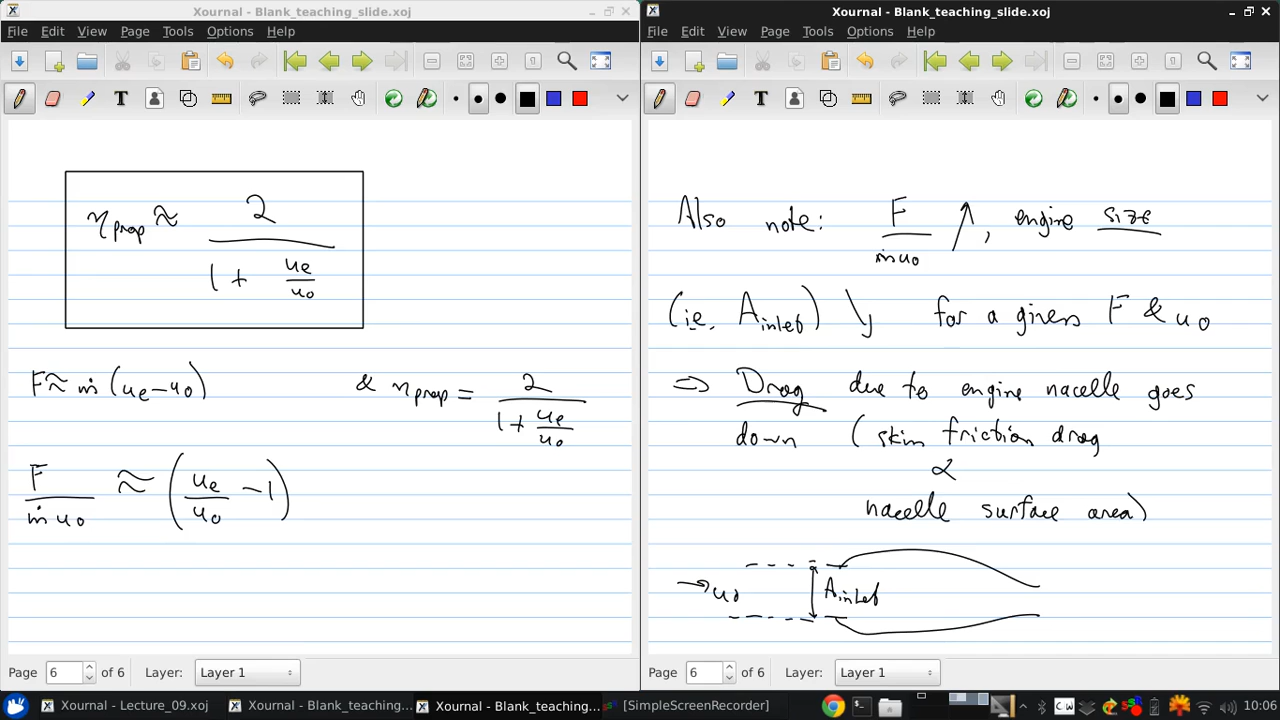 Xournal - Blank_teaching_slide.xoj
File Edit View Page Tools Options Help
η_prop ≈ 2 / (1 + u_e/u_0)
F ≈ ṁ (u_e − u_0) & η_prop = 2 / (1 + u_e/u_0)
F / (ṁ u_0) ≈ (u_e/u_0 − 1)
Page 6 of 6 Layer: Layer 1
Xournal - Blank_teaching_slide.xoj
File Edit View Page Tools Options Help
Also note: F / (ṁ u_0) ↑, engine size
(i.e. A_inlet) ↘ for a given F & u_0
⇒ Drag due to engine nacelle goes
down (skin friction drag
∝
nacelle surface area)
→ u_0 A_inlet
Page 6 of 6 Layer: Layer 1
Xournal - Lecture_09.xoj Xournal - Blank_teaching... Xournal - Blank_teaching... [SimpleScreenRecorder] 10:06